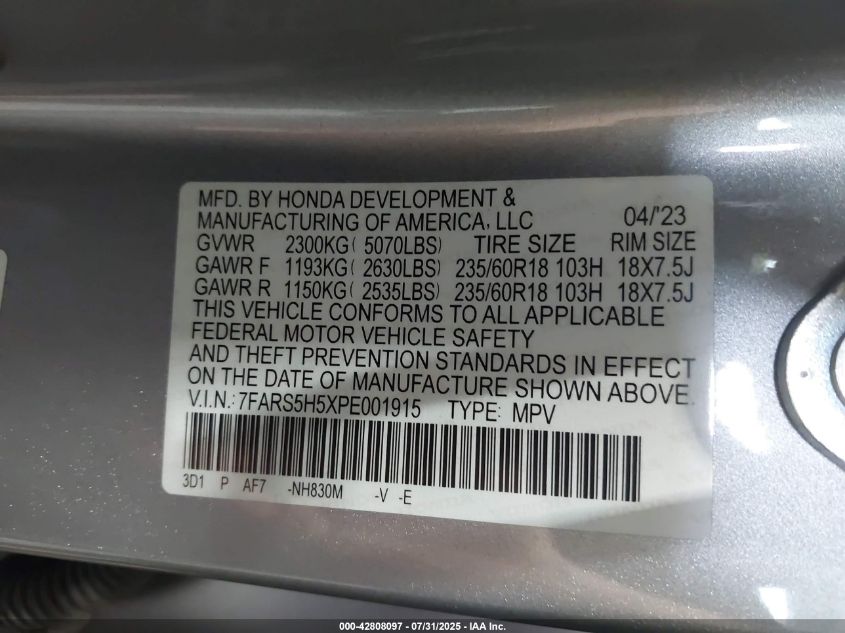 MFD. BY HONDA DEVELOPMENT &
MANUFACTURING OF AMERICA, LLC 04/'23
GVWR 2300KG( 5070LBS) TIRE SIZE RIM SIZE
GAWR F 1193KG( 2630LBS) 235/60R18 103H 18X7.5J
GAWR R 1150KG( 2535LBS) 235/60R18 103H 18X7.5J
THIS VEHICLE CONFORMS TO ALL APPLICABLE
FEDERAL MOTOR VEHICLE SAFETY
AND THEFT PREVENTION STANDARDS IN EFFECT
ON THE DATE OF MANUFACTURE SHOWN ABOVE.
V.I.N.:7FARS5H5XPE001915 TYPE: MPV
3D1 P AF7 -NH830M -V -E
000-42808097 - 07/31/2025 - IAA Inc.